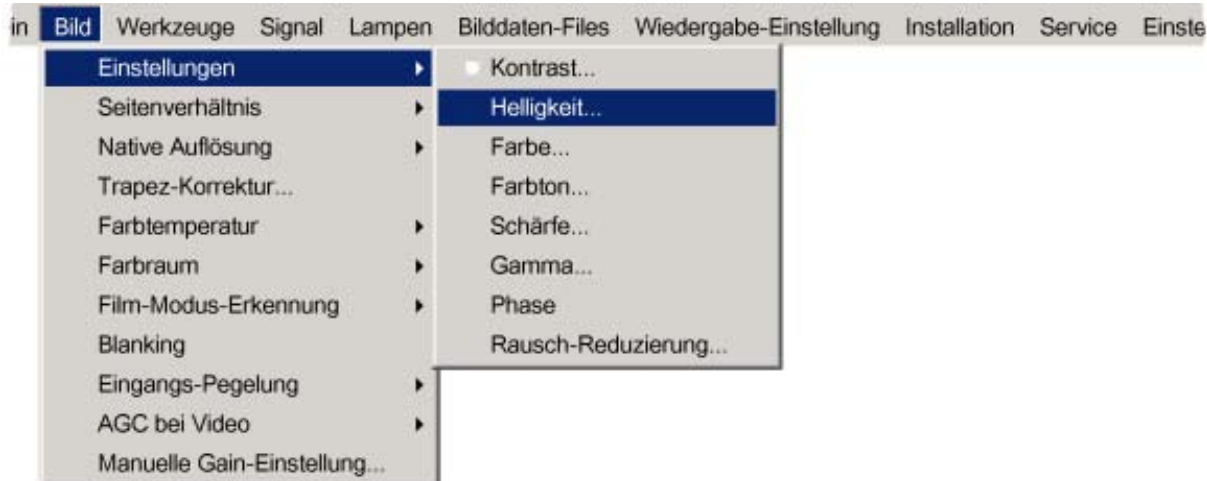 in Bild Werkzeuge Signal Lampen Bilddaten-Files Wiedergabe-Einstellung Installation Service Einste
Einstellungen
Seitenverhältnis
Native Auflösung
Trapez-Korrektur...
Farbtemperatur
Farbraum
Film-Modus-Erkennung
Blanking
Eingangs-Pegelung
AGC bei Video
Manuelle Gain-Einstellung...
Kontrast...
Helligkeit...
Farbe...
Farbton...
Schärfe...
Gamma...
Phase
Rausch-Reduzierung...